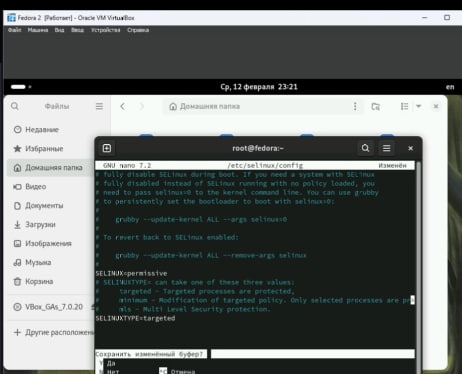 Fedora 2 [Работает] - Oracle VM VirtualBox
Файл Машина Вид Ввод Устройства Справка
Ср, 12 февраля 23:21
en
Файлы
Домашняя папка
Недавние
Избранные
Домашняя папка
Видео
Документы
Загрузки
Изображения
Музыка
Корзина
VBox_GAs_7.0.20
+ Другие расположен
root@fedora:~
GNU nano 7.2 /etc/selinux/config Изменён
# fully disable SELinux during boot. If you need a system with SELinux
# fully disabled instead of SELinux running with no policy loaded, you
# need to pass selinux=0 to the kernel command line. You can use grubby
# to persistently set the bootloader to boot with selinux=0:
#
# grubby --update-kernel ALL --args selinux=0
#
# To revert back to SELinux enabled:
#
# grubby --update-kernel ALL --remove-args selinux
#
SELINUX=permissive
# SELINUXTYPE= can take one of these three values:
# targeted - Targeted processes are protected,
# minimum - Modification of targeted policy. Only selected processes are pr>
# mls - Multi Level Security protection.
SELINUXTYPE=targeted
Сохранить изменённый буфер?
Y Да
N Нет ^C Отмена